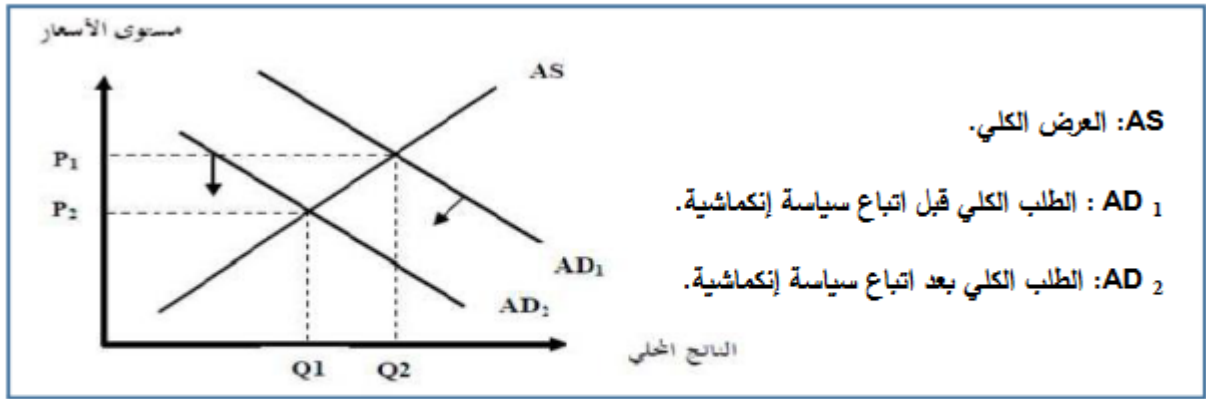 مستوى الأسعار
AS
P1
P2
AD1
AD2
Q1 Q2
الناتج المحلي
AS: العرض الكلي.
AD 1 : الطلب الكلي قبل اتباع سياسة إنكماشية.
AD 2: الطلب الكلي بعد اتباع سياسة إنكماشية.